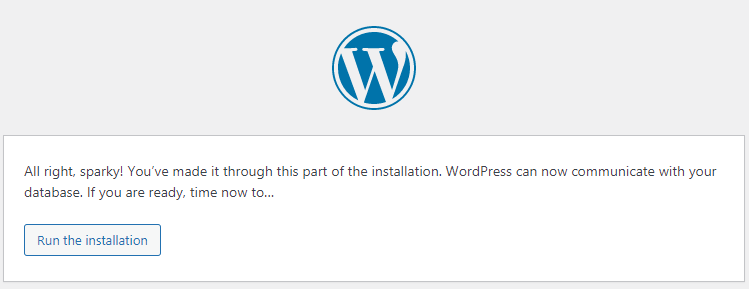 All right, sparky! You’ve made it through this part of the installation. WordPress can now communicate with your
database. If you are ready, time now to…
Run the installation